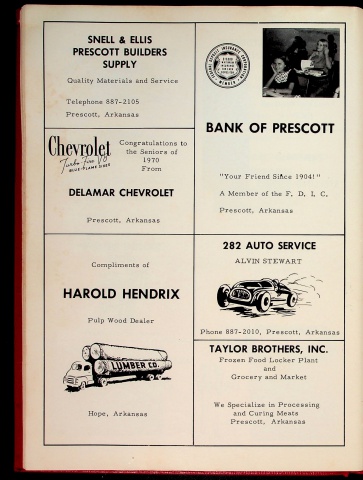 SNELL & ELLIS
PRESCOTT BUILDERS
SUPPLY
Quality Materials and Service
Telephone 887-2105
Prescott, Arkansas
Chevrolet
Turbo-Fire V8
BLUE-FLAME
Congratulations to
the Seniors of
1970
From
DELAMAR CHEVROLET
Prescott, Arkansas
Compliments of
HAROLD HENDRIX
Pulp Wood Dealer
LUMBER CO.
Hope, Arkansas
FEDERAL DEPOSIT INSURANCE CORPORATION
MEMBER
BANK OF PRESCOTT
"Your Friend Since 1904!"
A Member of the F. D. I. C.
Prescott, Arkansas
282 AUTO SERVICE
ALVIN STEWART
Phone 887-2010, Prescott, Arkansas
TAYLOR BROTHERS, INC.
Frozen Food Locker Plant
and
Grocery and Market
We Specialize in Processing
and Curing Meats
Prescott, Arkansas